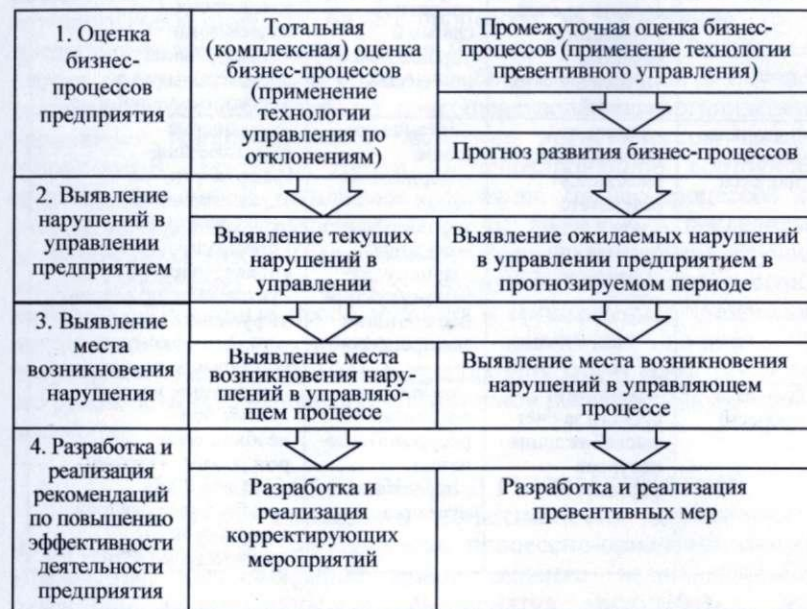 1. Оценка
бизнес-
процессов
предприятия
Тотальная
(комплексная) оценка
бизнес-процессов
(применение
технологии
управления по
отклонениям)
Промежуточная оценка бизнес-
процессов (применение технологии
превентивного управления)
Прогноз развития бизнес-процессов
2. Выявление
нарушений в
управлении
предприятием
Выявление текущих
нарушений в
управлении
Выявление ожидаемых нарушений
в управлении предприятием в
прогнозируемом периоде
3. Выявление
места
возникновения
нарушения
Выявление места
возникновения нару-
шений в управляю-
щем процессе
Выявление места возникновения
нарушений в управляющем
процессе
4. Разработка и
реализация
рекомендаций
по повышению
эффективности
деятельности
предприятия
Разработка и
реализация
корректирующих
мероприятий
Разработка и реализация
превентивных мер